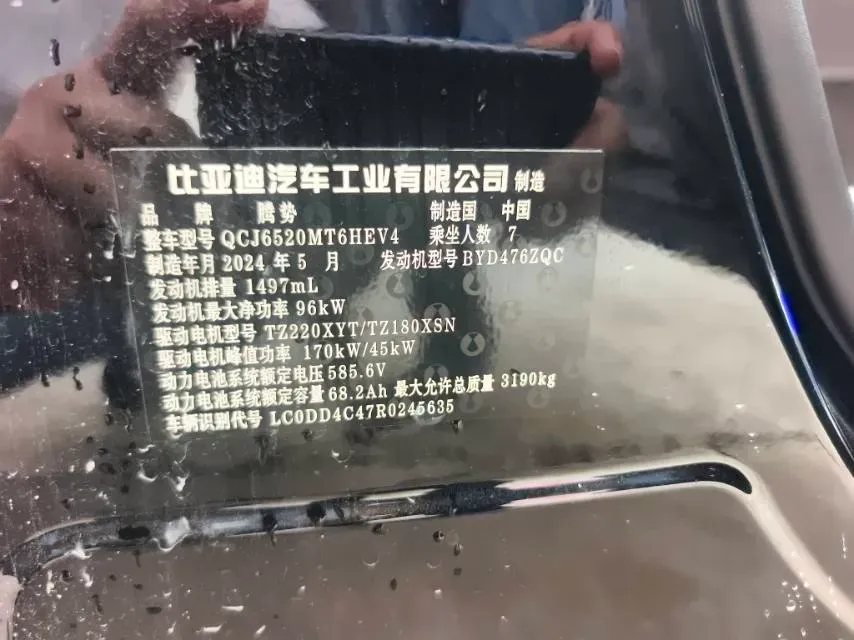 比亚迪汽车工业有限公司 制造
品牌 腾势 制造国 中国
整车型号 QCJ6520MT6HEV4 乘坐人数 7
制造年月 2024 年 5 月 发动机型号 BYD476ZQC
发动机排量 1497mL
发动机最大净功率 96kW
驱动电机型号 TZ220XYT/TZ180XSN
驱动电机峰值功率 170kW/45kW
动力电池系统额定电压 585.6V
动力电池系统额定容量 68.2Ah 最大允许总质量 3190kg
车辆识别代号 LC0DD4C47R0245635